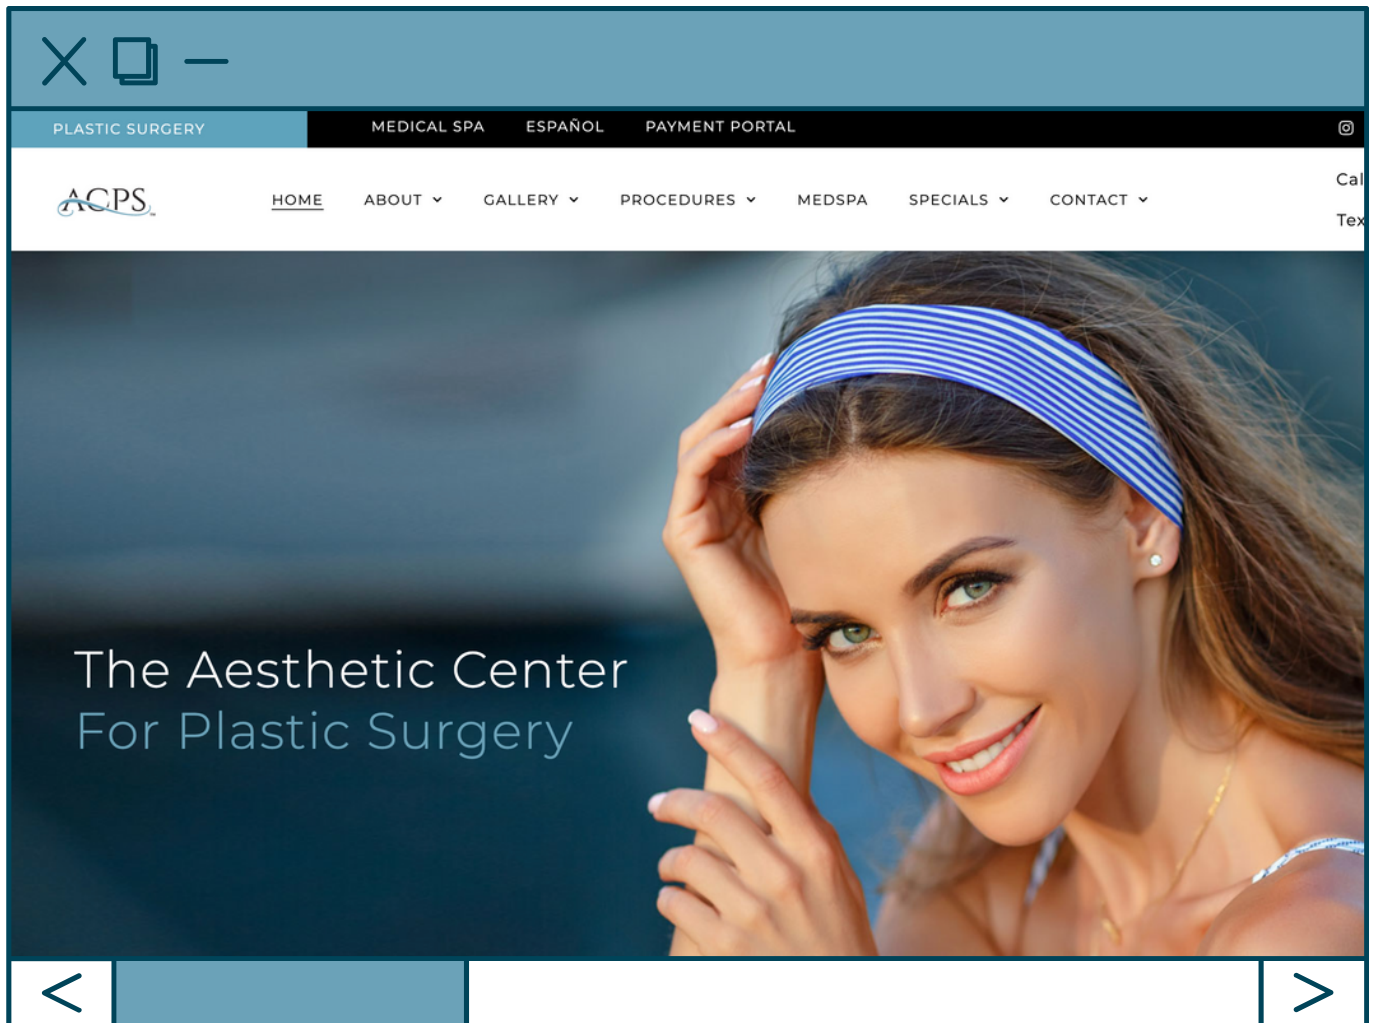 PLASTIC SURGERY
MEDICAL SPA ESPAÑOL PAYMENT PORTAL
ACPS
HOME ABOUT GALLERY PROCEDURES MEDSPA SPECIALS CONTACT
Cal
Tex
The Aesthetic Center
For Plastic Surgery